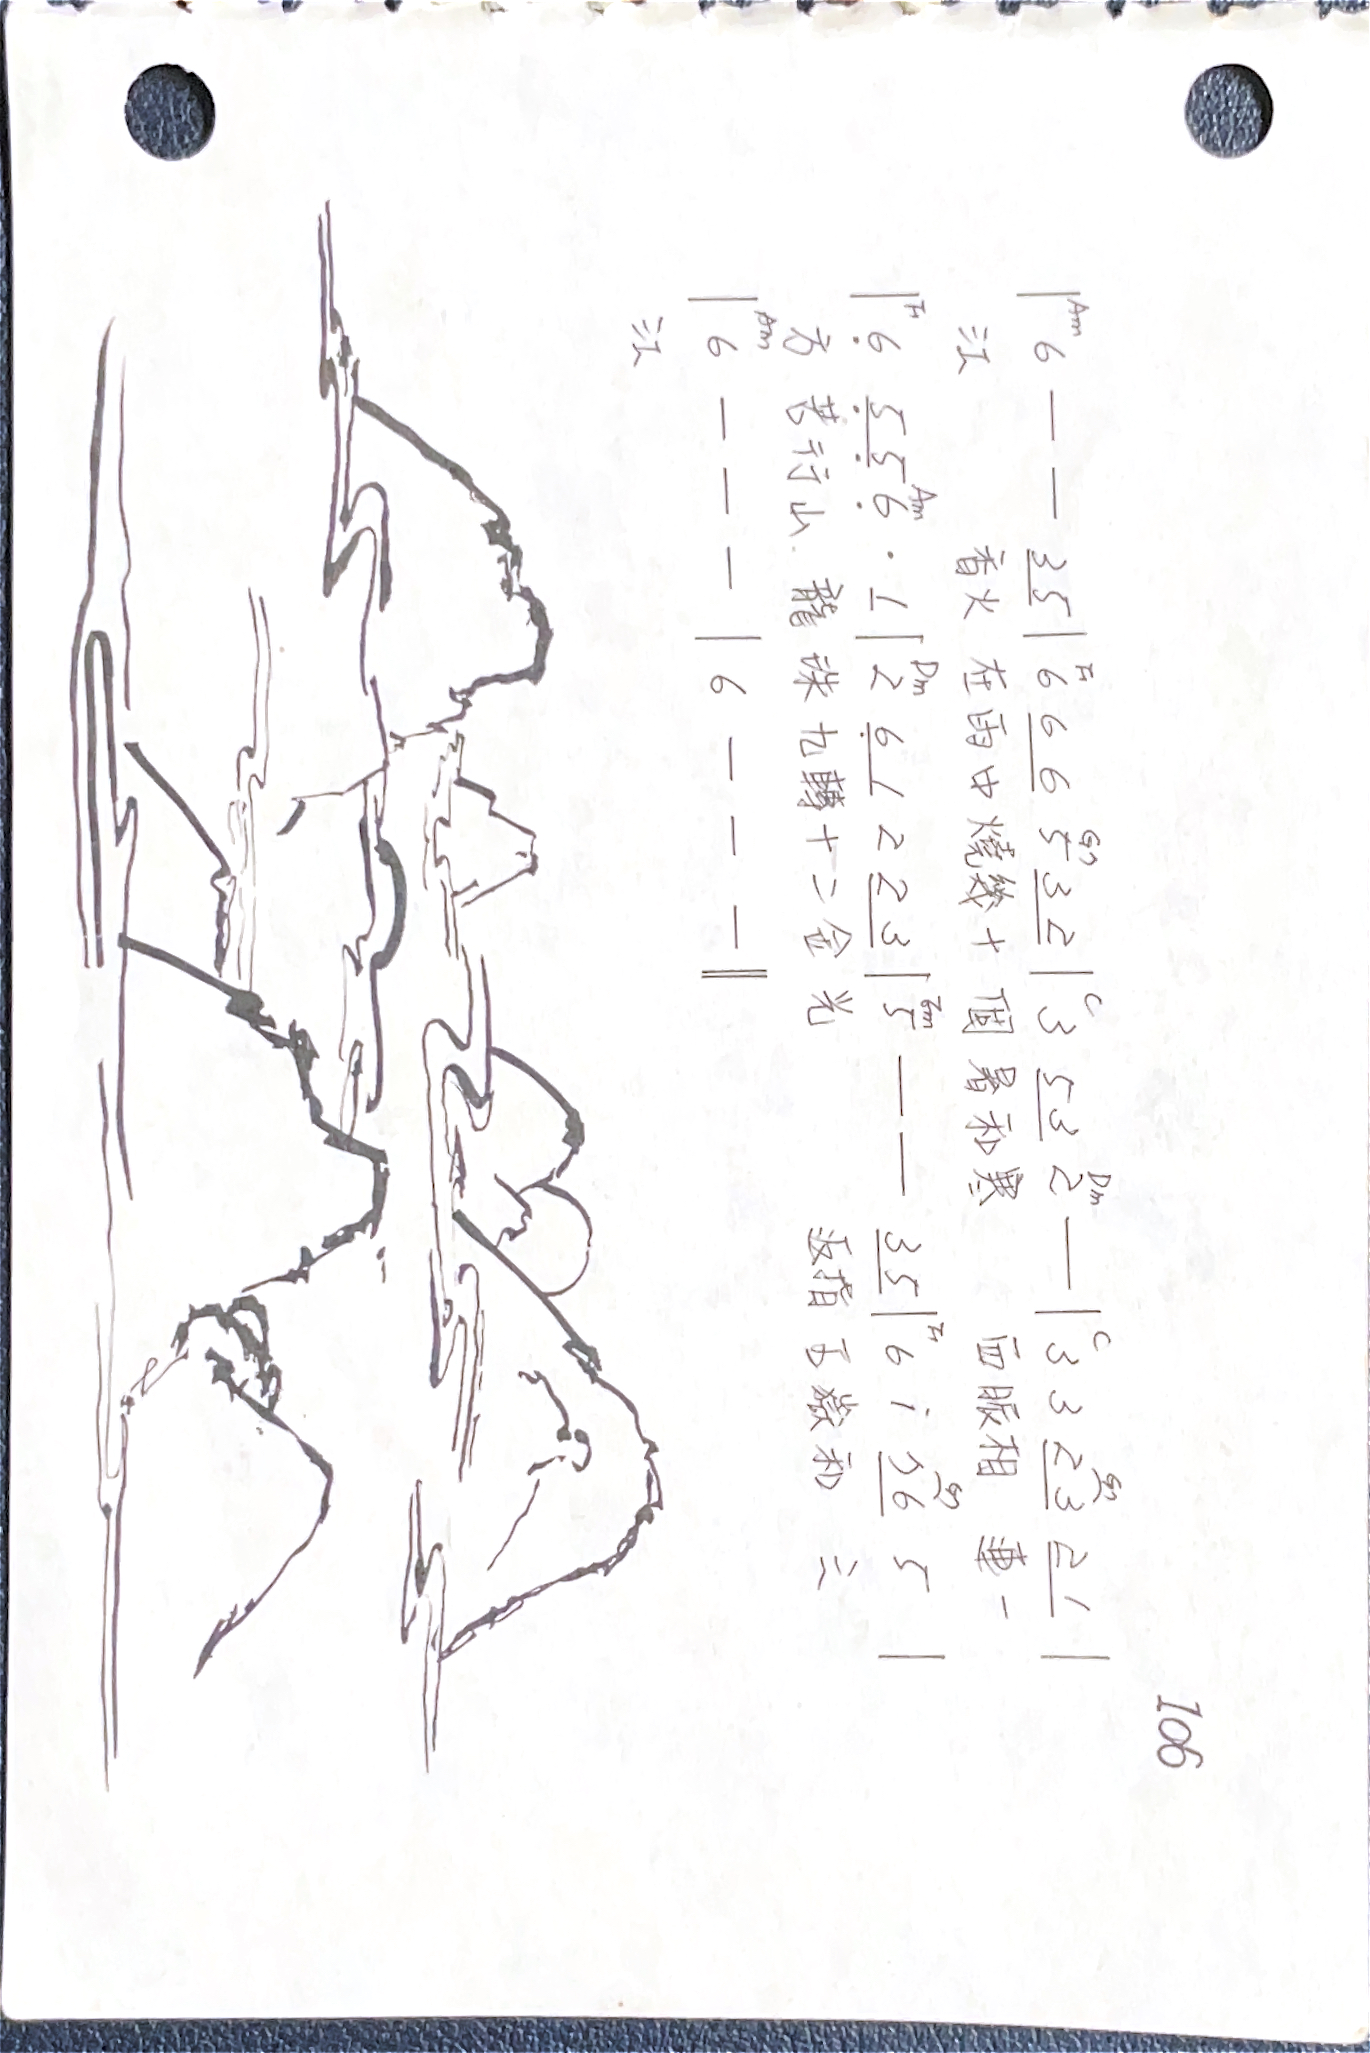 106
|Am 6 — — 3 5 | F 6 6 6 G7 5 3 2 | C 3 5 3 Dm 2 — | C 3 3 G7 2 3 2 1 |
江 香火 在雨中燒幾十 個暑和寒 血脈相 連一
|F 6̣ 5̣ 5̣ Am 6̣ · 1 | Dm 2 6̣ 1 2 2 3 | Em 5 — — 3 5 | F 6 i G7 7 6 5 |
方 苦行山. 龍 珠九轉十二金 光 返指 五嶽和 三
|Am 6 — — — | 6 — — — ‖
江